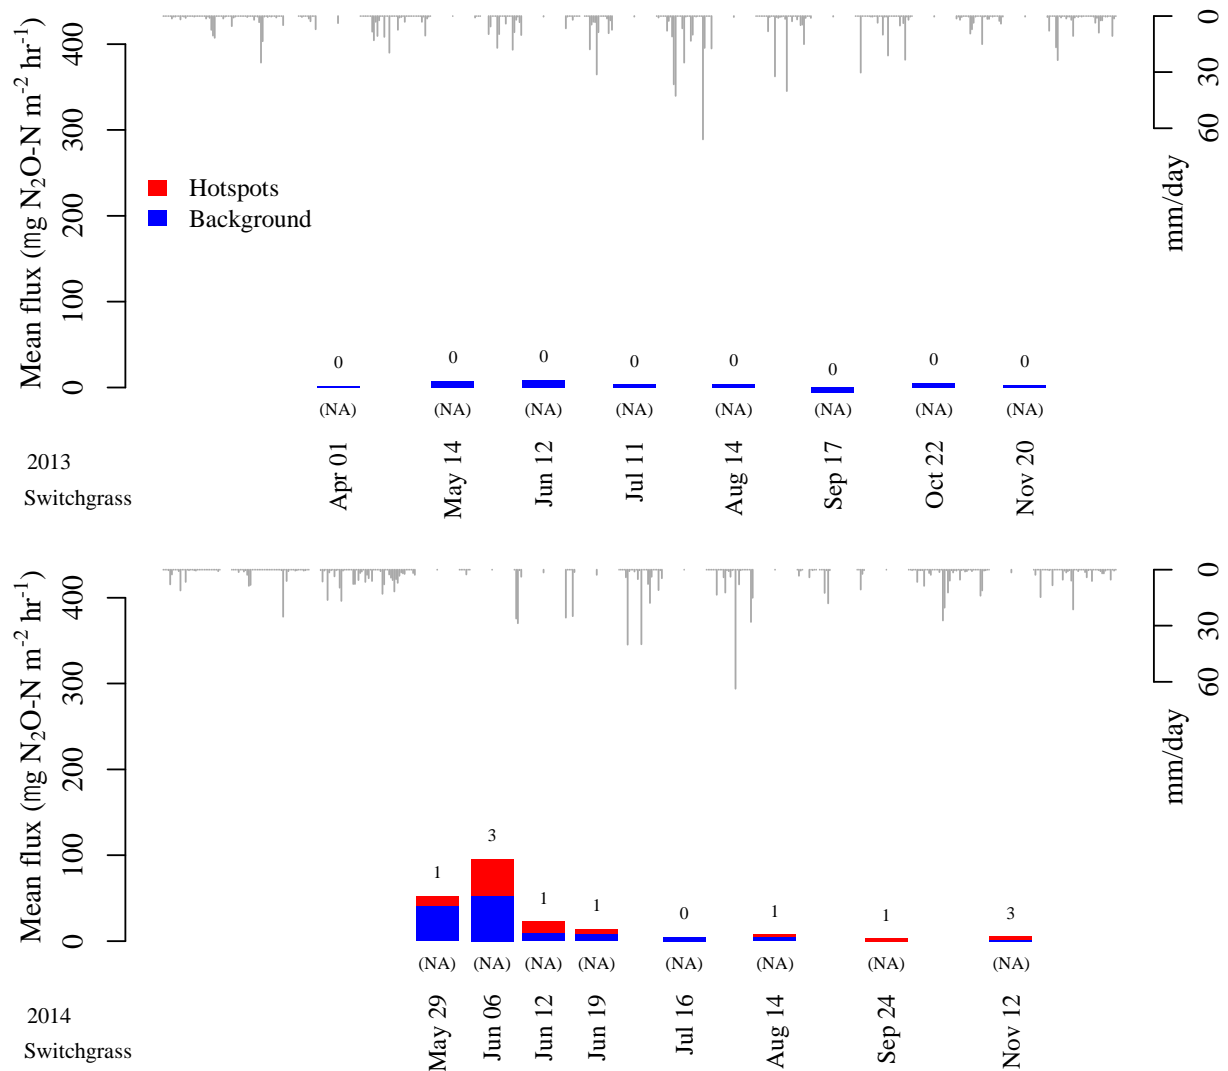 Mean flux (mg N₂O-N m⁻² hr⁻¹)
400
300
200
100
0
Hotspots
Background
0
30
60
mm/day
0 0 0 0 0 0 0 0
(NA) (NA) (NA) (NA) (NA) (NA) (NA) (NA)
Apr 01 May 14 Jun 12 Jul 11 Aug 14 Sep 17 Oct 22 Nov 20
2013
Switchgrass
Mean flux (mg N₂O-N m⁻² hr⁻¹)
400
300
200
100
0
0
30
60
mm/day
1 3 1 1 0 1 1 3
(NA) (NA) (NA) (NA) (NA) (NA) (NA) (NA)
May 29 Jun 06 Jun 12 Jun 19 Jul 16 Aug 14 Sep 24 Nov 12
2014
Switchgrass